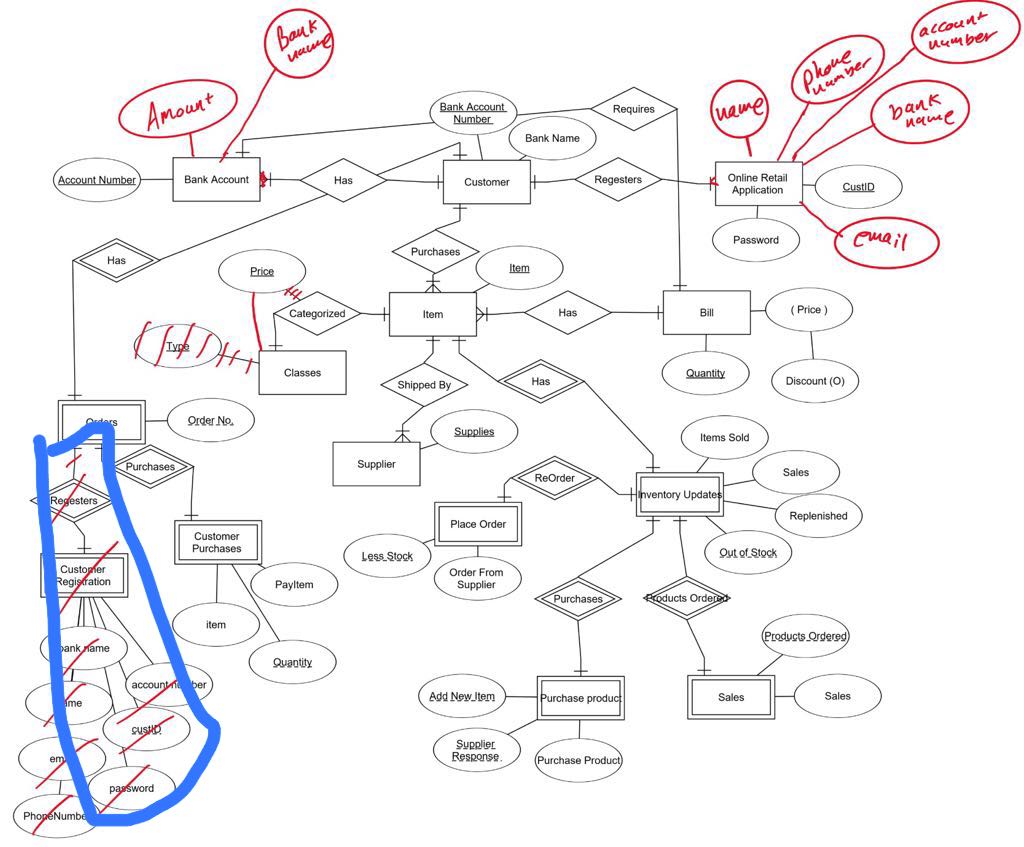 Bank
name
account
number
Phone
number
Amount
name
bank
name
Bank Account
Number
Requires
Bank Name
Account Number
Bank Account
Has
Customer
Regesters
Online Retail
Application
CustID
Password
email
Has
Purchases
Price
Item
Categorized
Item
Has
Bill
( Price )
Type
Classes
Shipped By
Has
Quantity
Discount (O)
Orders
Order No.
Supplies
Items Sold
Supplier
Purchases
ReOrder
Sales
Regesters
Inventory Updates
Replenished
Place Order
Customer
Purchases
Less Stock
Out of Stock
Customer
Registration
PayItem
Order From
Supplier
Purchases
Products Ordered
item
Products Ordered
bank name
Quantity
account number
name
Add New Item
Purchase product
Sales
Sales
custID
Supplier
Response
email
Purchase Product
password
PhoneNumber